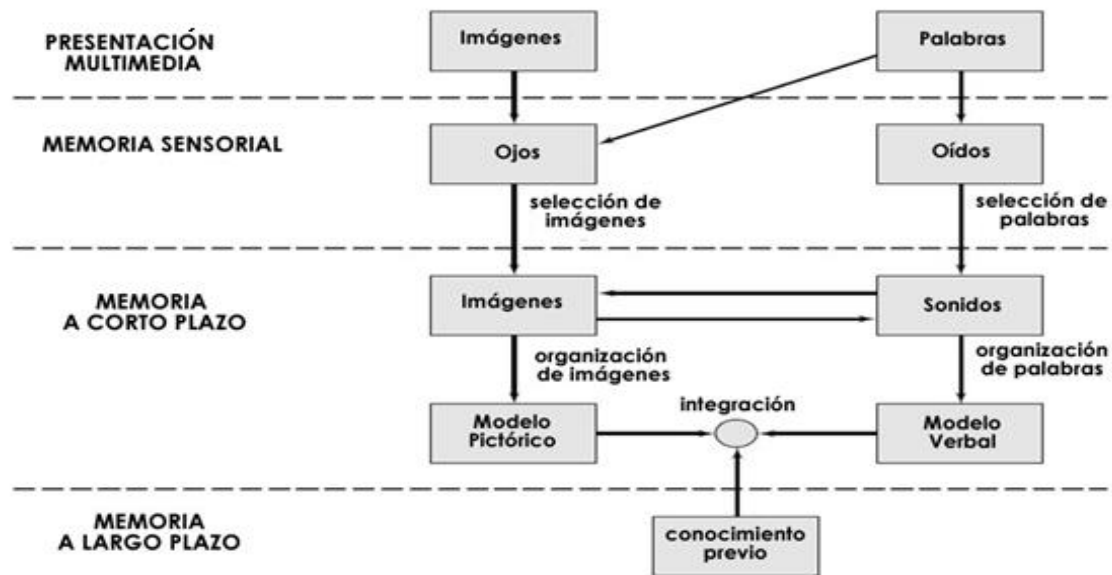 PRESENTACIÓN
MULTIMEDIA
Imágenes
Palabras
MEMORIA SENSORIAL
Ojos
Oídos
selección de
imágenes
selección de
palabras
MEMORIA
A CORTO PLAZO
Imágenes
Sonidos
organización
de imágenes
organización
de palabras
integración
Modelo
Pictórico
Modelo
Verbal
MEMORIA
A LARGO PLAZO
conocimiento
previo